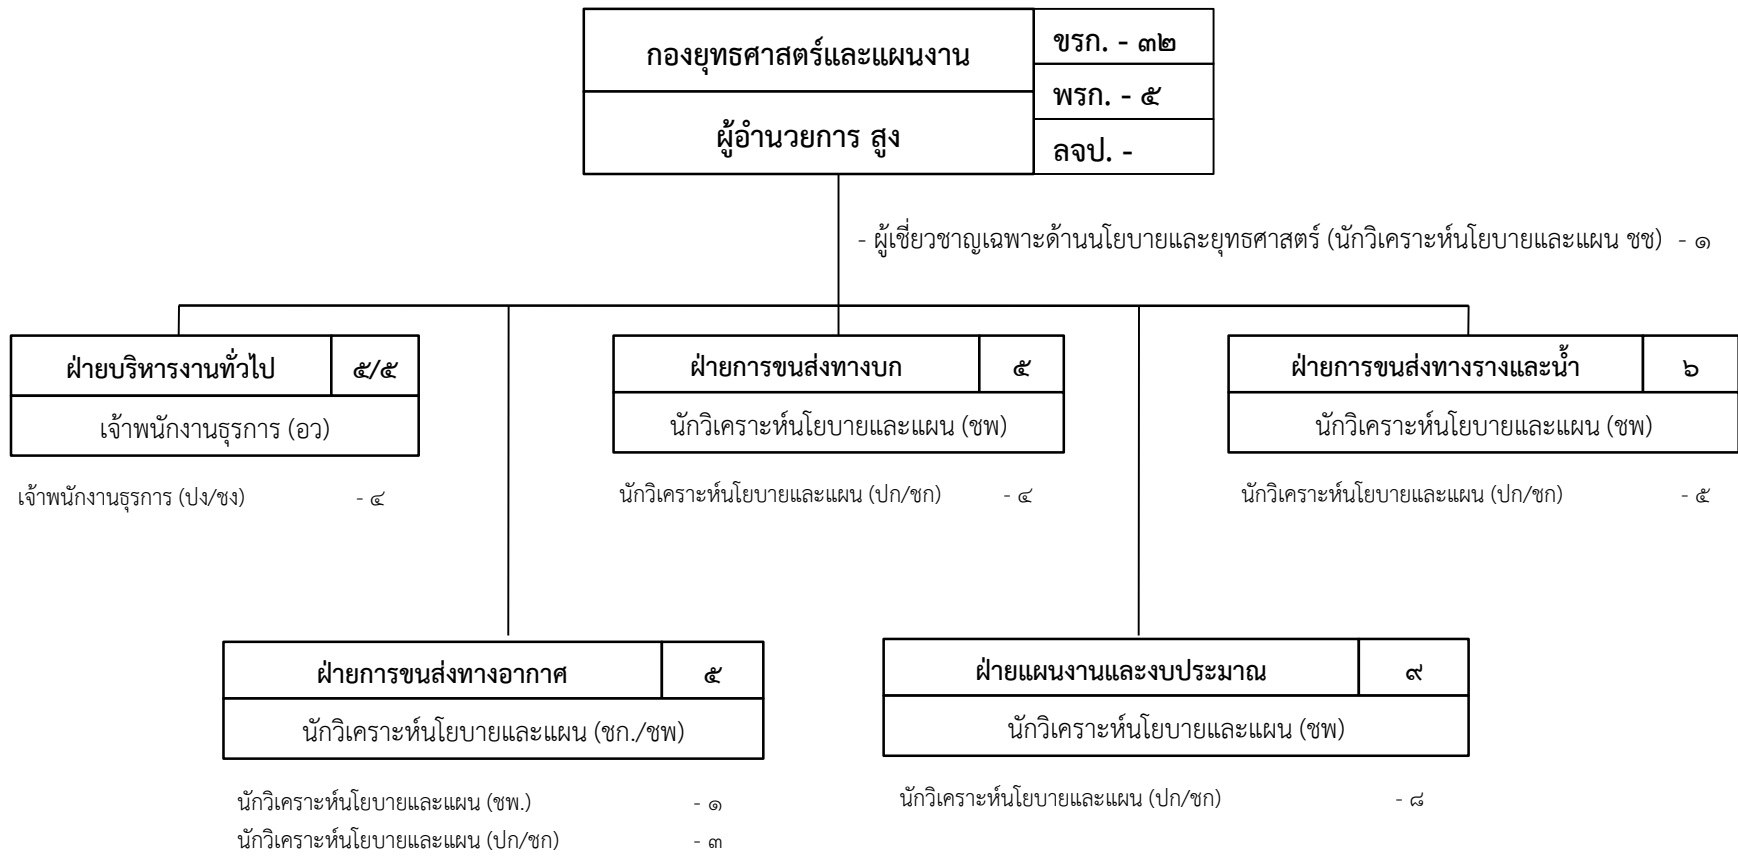 กองยุทธศาสตร์และแผนงาน
ผู้อำนวยการ สูง
ขรก. - ๓๒
พรก. - ๕
ลจป. -
- ผู้เชี่ยวชาญเฉพาะด้านนโยบายและยุทธศาสตร์ (นักวิเคราะห์นโยบายและแผน ชช) - ๑
ฝ่ายบริหารงานทั่วไป ๕/๕
เจ้าพนักงานธุรการ (อว)
เจ้าพนักงานธุรการ (ปง/ชง) - ๔
ฝ่ายการขนส่งทางบก ๕
นักวิเคราะห์นโยบายและแผน (ชพ)
นักวิเคราะห์นโยบายและแผน (ปก/ชก) - ๔
ฝ่ายการขนส่งทางรางและน้ำ ๖
นักวิเคราะห์นโยบายและแผน (ชพ)
นักวิเคราะห์นโยบายและแผน (ปก/ชก) - ๕
ฝ่ายการขนส่งทางอากาศ ๕
นักวิเคราะห์นโยบายและแผน (ชก./ชพ)
นักวิเคราะห์นโยบายและแผน (ชพ.) - ๑
นักวิเคราะห์นโยบายและแผน (ปก/ชก) - ๓
ฝ่ายแผนงานและงบประมาณ ๙
นักวิเคราะห์นโยบายและแผน (ชพ)
นักวิเคราะห์นโยบายและแผน (ปก/ชก) - ๘